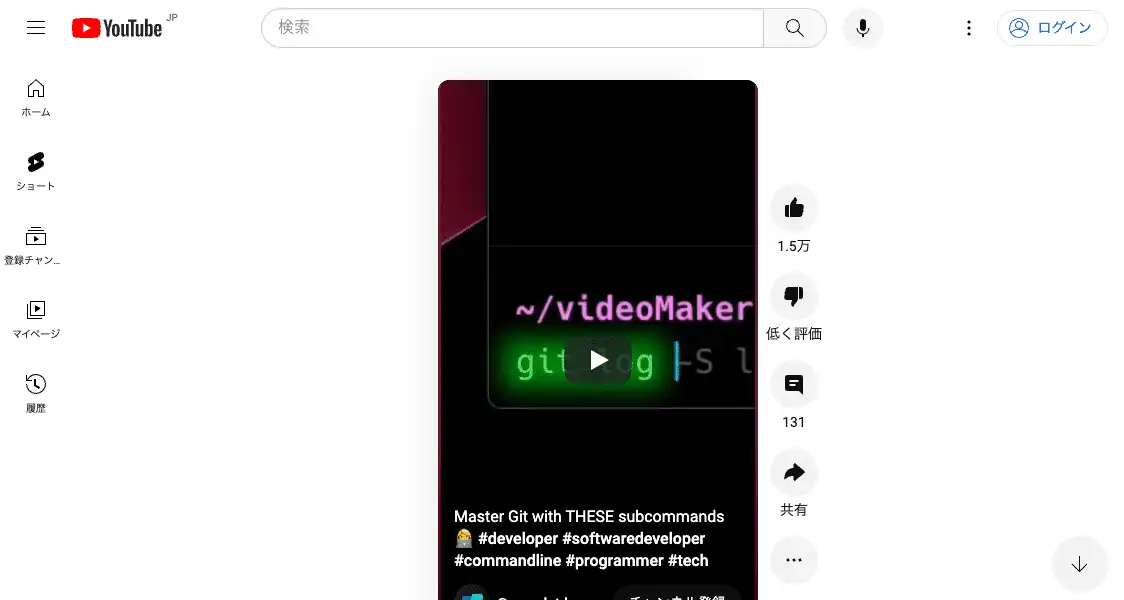 YouTube JP
検索
ログイン
ホーム
ショート
登録チャン...
マイページ
履歴
~/videoMaker
git log -S l
Master Git with THESE subcommands
👩‍💻 #developer #softwaredeveloper
#commandline #programmer #tech
チャンネル登録
1.5万
低く評価
131
共有